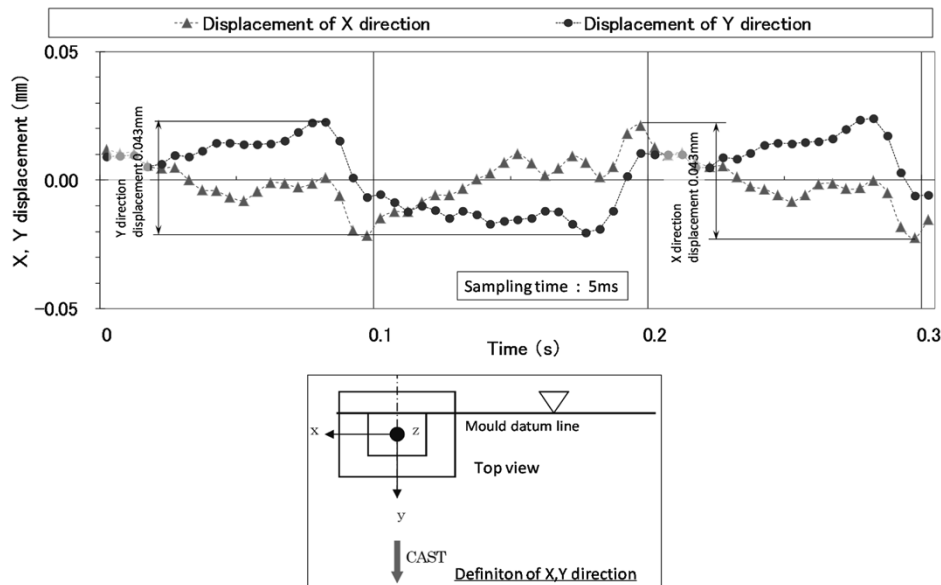 Displacement of X direction
Displacement of Y direction
X, Y displacement (mm)
0.05
0.00
−0.05
Y direction
displacement 0.043mm
X direction
displacement 0.043mm
Sampling time : 5ms
0
0.1
0.2
0.3
Time (s)
Mould datum line
x
z
Top view
y
CAST
Definiton of X,Y direction